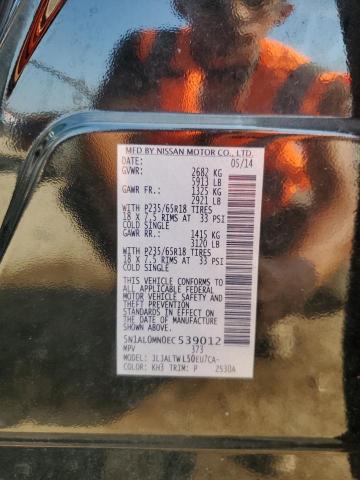 MFD BY NISSAN MOTOR CO., LTD.
DATE: 05/14
GVWR: 2682 KG
5913 LB
GAWR FR.: 1325 KG
2921 LB
WITH P235/65R18 TIRES
18 X 7.5 RIMS AT 33 PSI
COLD SINGLE
GAWR RR.: 1415 KG
3120 LB
WITH P235/65R18 TIRES
18 X 7.5 RIMS AT 33 PSI
COLD SINGLE
THIS VEHICLE CONFORMS TO
ALL APPLICABLE FEDERAL
MOTOR VEHICLE SAFETY AND
THEFT PREVENTION
STANDARDS IN EFFECT ON
THE DATE OF MANUFACTURE
SHOWN ABOVE.
5N1AL0MN0EC539012
MPV 373
MODEL: JLJALTWL50EU7CA-
COLOR: KH3 TRIM: P 2530A